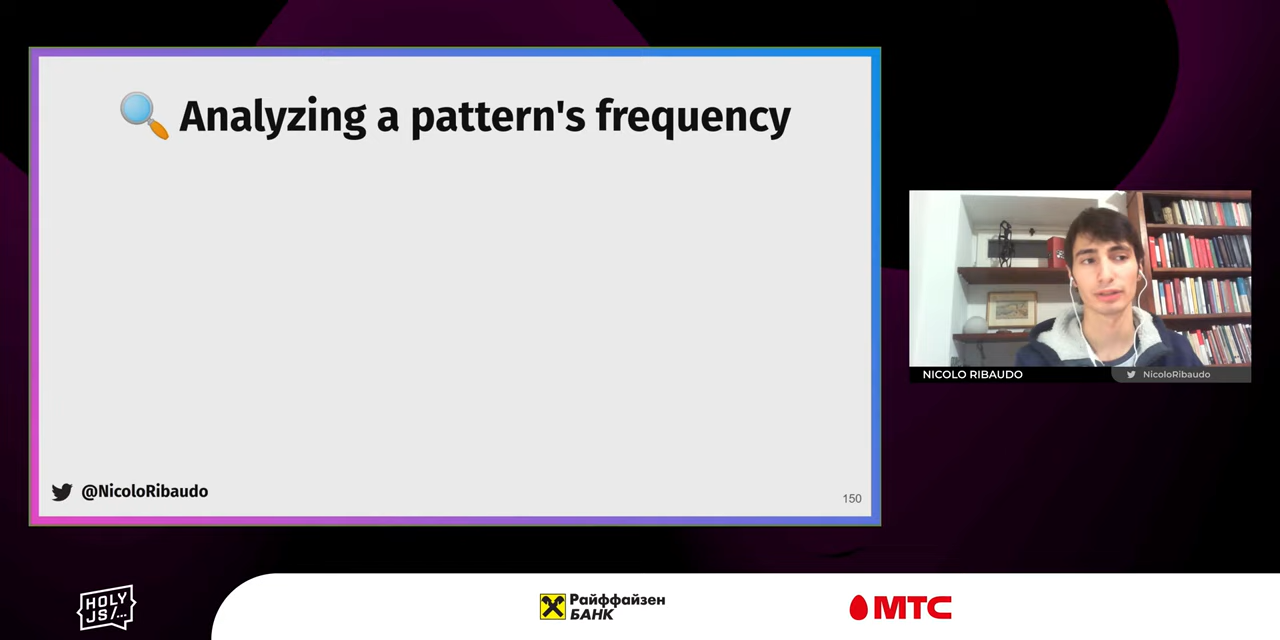 Analyzing a pattern's frequency
@NicoloRibaudo
150
NICOLO RIBAUDO
NicoloRibaudo
HOLY
JS/...
Райффайзен
БАНК
МТС